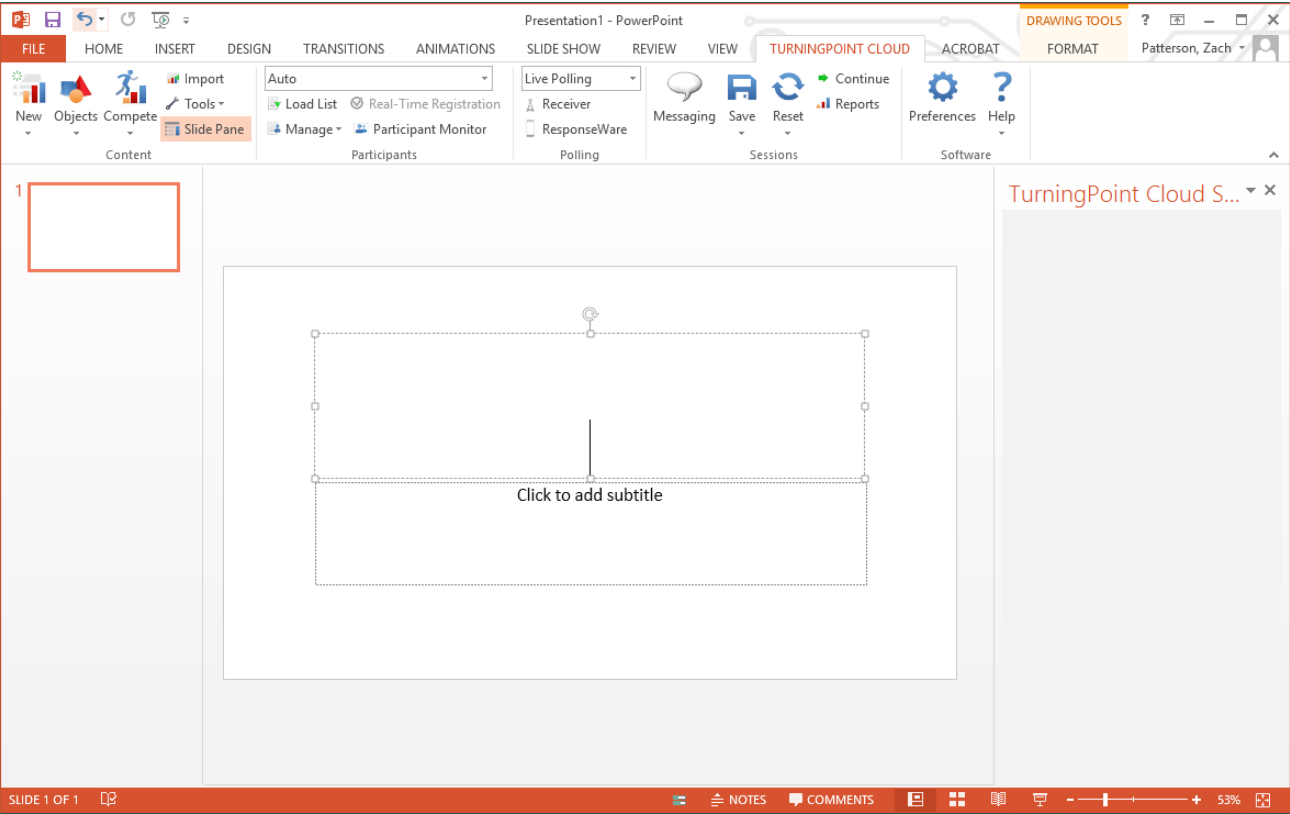 Presentation1 - PowerPoint
DRAWING TOOLS
?
FILE HOME INSERT DESIGN TRANSITIONS ANIMATIONS SLIDE SHOW REVIEW VIEW TURNINGPOINT CLOUD ACROBAT FORMAT Patterson, Zach
New
Objects
Compete
Import
Tools
Slide Pane
Content
Auto
Load List Real-Time Registration
Manage Participant Monitor
Participants
Live Polling
Receiver
ResponseWare
Polling
Messaging
Save
Reset
Continue
Reports
Sessions
Preferences
?
Help
Software
1
Click to add subtitle
TurningPoint Cloud S...
SLIDE 1 OF 1 NOTES COMMENTS - + 53%